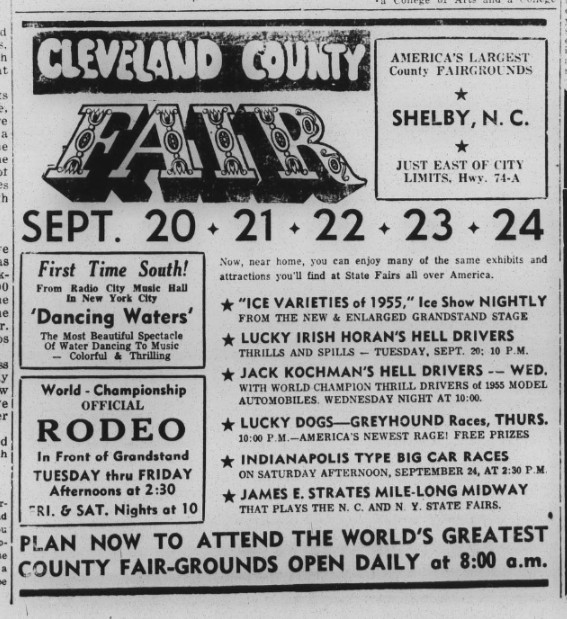 CLEVELAND COUNTY
FAIR
AMERICA'S LARGEST
County FAIRGROUNDS
★
SHELBY, N. C.
★
JUST EAST OF CITY
LIMITS, Hwy. 74-A
SEPT. 20 ✦ 21 ✦ 22 ✦ 23 ✦ 24
First Time South!
From Radio City Music Hall
In New York City
'Dancing Waters'
The Most Beautiful Spectacle
Of Water Dancing To Music
— Colorful & Thrilling
World - Championship
OFFICIAL
RODEO
In Front of Grandstand
TUESDAY thru FRIDAY
Afternoons at 2:30
FRI. & SAT. Nights at 10
Now, near home, you can enjoy many of the same exhibits and
attractions you'll find at State Fairs all over America.
★ "ICE VARIETIES of 1955," Ice Show NIGHTLY
FROM THE NEW & ENLARGED GRANDSTAND STAGE
★ LUCKY IRISH HORAN'S HELL DRIVERS
THRILLS AND SPILLS — TUESDAY, SEPT. 20; 10 P.M.
★ JACK KOCHMAN'S HELL DRIVERS -- WED.
WITH WORLD CHAMPION THRILL DRIVERS of 1955 MODEL
AUTOMOBILES. WEDNESDAY NIGHT AT 10:00.
★ LUCKY DOGS—GREYHOUND Races, THURS.
10:00 P.M.—AMERICA'S NEWEST RAGE! FREE PRIZES
★ INDIANAPOLIS TYPE BIG CAR RACES
ON SATURDAY AFTERNOON, SEPTEMBER 24, AT 2:30 P.M.
★ JAMES E. STRATES MILE-LONG MIDWAY
THAT PLAYS THE N. C. AND N. Y. STATE FAIRS.
PLAN NOW TO ATTEND THE WORLD'S GREATEST
COUNTY FAIR-GROUNDS OPEN DAILY at 8:00 a.m.